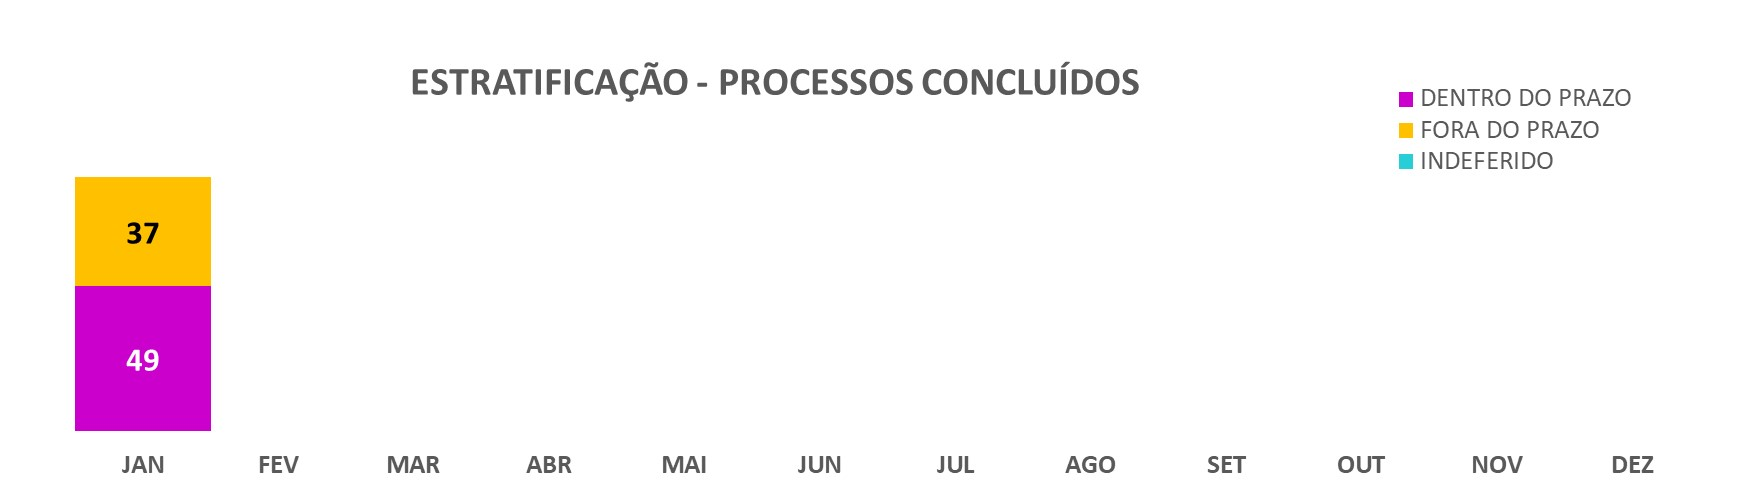 ESTRATIFICAÇÃO - PROCESSOS CONCLUÍDOS
DENTRO DO PRAZO
FORA DO PRAZO
INDEFERIDO
37
49
JAN FEV MAR ABR MAI JUN JUL AGO SET OUT NOV DEZ